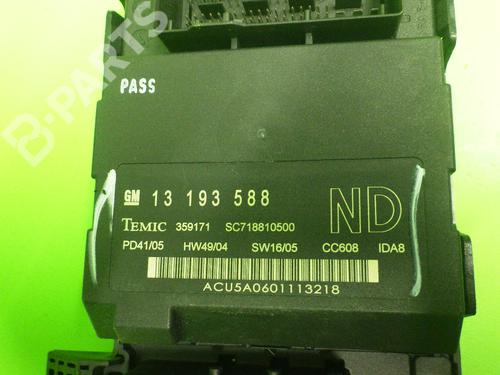 B-PARTS
PASS
GM 13 193 588
TEMIC 359171 SC718810500 ND
PD41/05 HW49/04 SW16/05 CC608 IDA8
ACU5A0601113218